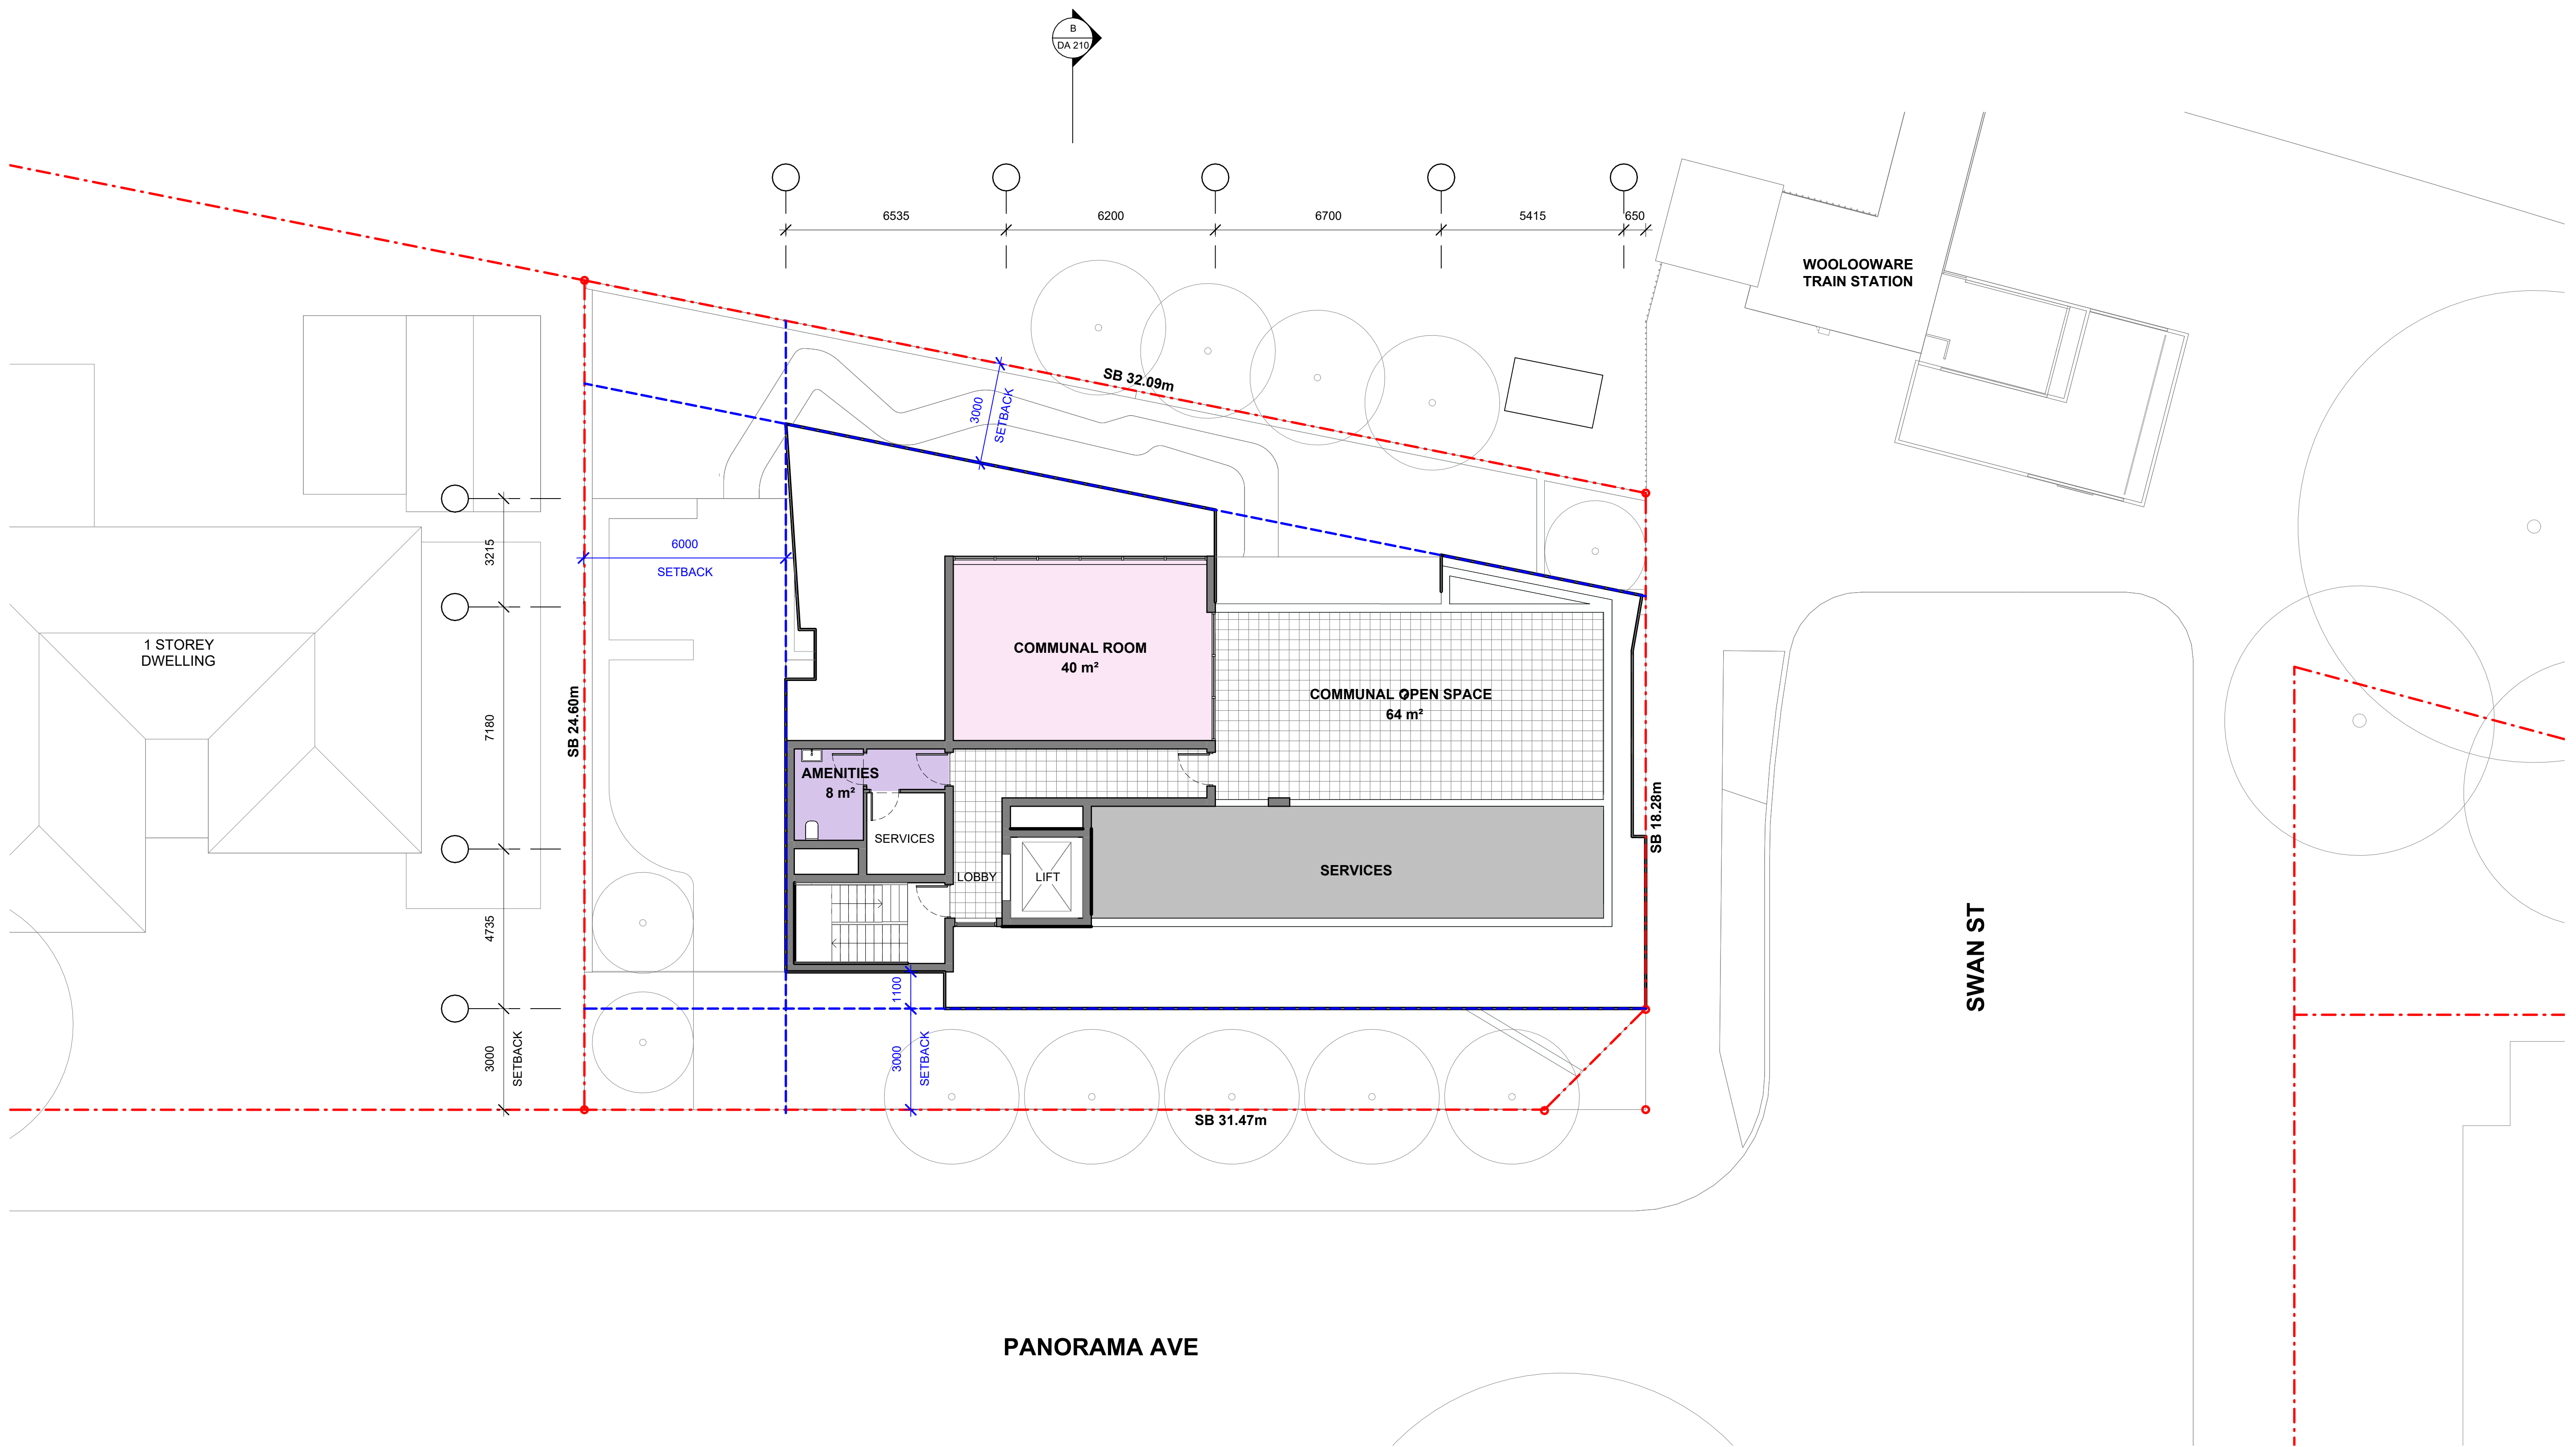 B
DA 210
6535
6200
6700
5415
650
WOOLOOWARE
TRAIN STATION
SB 32.09m
3000
SETBACK
6000
SETBACK
3215
1 STOREY
DWELLING
COMMUNAL ROOM
40 m²
COMMUNAL OPEN SPACE
64 m²
SB 24.60m
7180
AMENITIES
8 m²
SB 18.28m
SERVICES
LOBBY
LIFT
SERVICES
4735
1100
SWAN ST
3000
SETBACK
3000
SETBACK
SB 31.47m
PANORAMA AVE